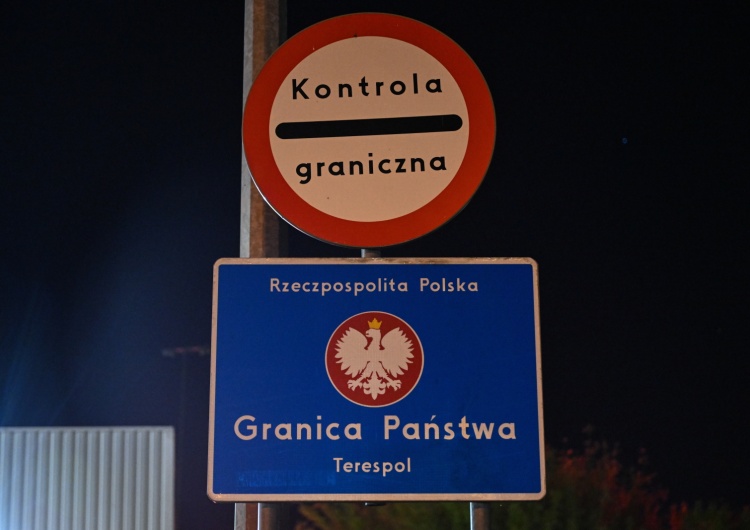 Kontrola
graniczna
Rzeczpospolita Polska
Granica Państwa
Terespol